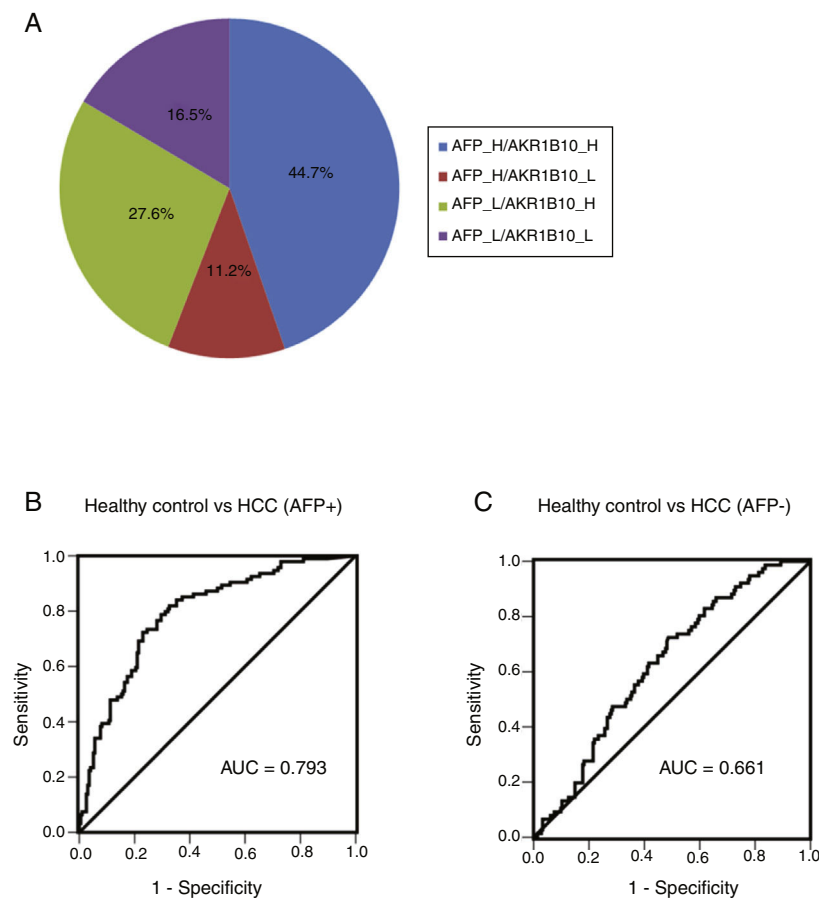 A
16.5%
44.7%
27.6%
11.2%
AFP_H/AKR1B10_H
AFP_H/AKR1B10_L
AFP_L/AKR1B10_H
AFP_L/AKR1B10_L
B
Healthy control vs HCC (AFP+)
1.0
0.8
0.6
0.4
0.2
0.0
Sensitivity
AUC = 0.793
0.0 0.2 0.4 0.6 0.8 1.0
1 - Specificity
C
Healthy control vs HCC (AFP-)
1.0
0.8
0.6
0.4
0.2
0.0
Sensitivity
AUC = 0.661
0.0 0.2 0.4 0.6 0.8 1.0
1 - Specificity